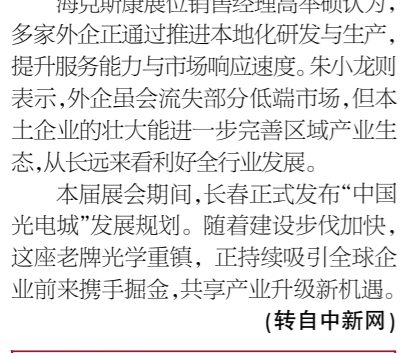 海克斯康展位销售经理高举硕认为，
多家外企正通过推进本地化研发与生产，
提升服务能力与市场响应速度。朱小龙则
表示，外企虽会流失部分低端市场，但本
土企业的壮大能进一步完善区域产业生
态，从长远来看利好全行业发展。
本届展会期间，长春正式发布“中国
光电城”发展规划。随着建设步伐加快，
这座老牌光学重镇，正持续吸引全球企
业前来携手掘金，共享产业升级新机遇。
(转自中新网)